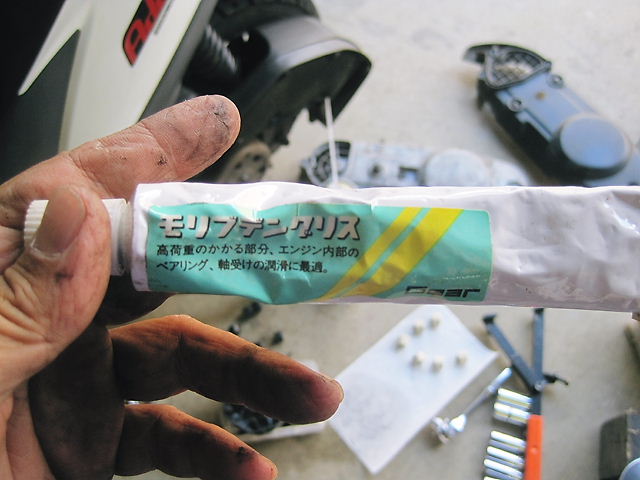 モリブデングリス
高荷重のかかる部分、エンジン内部の
ベアリング、軸受けの潤滑に最適。
Gear